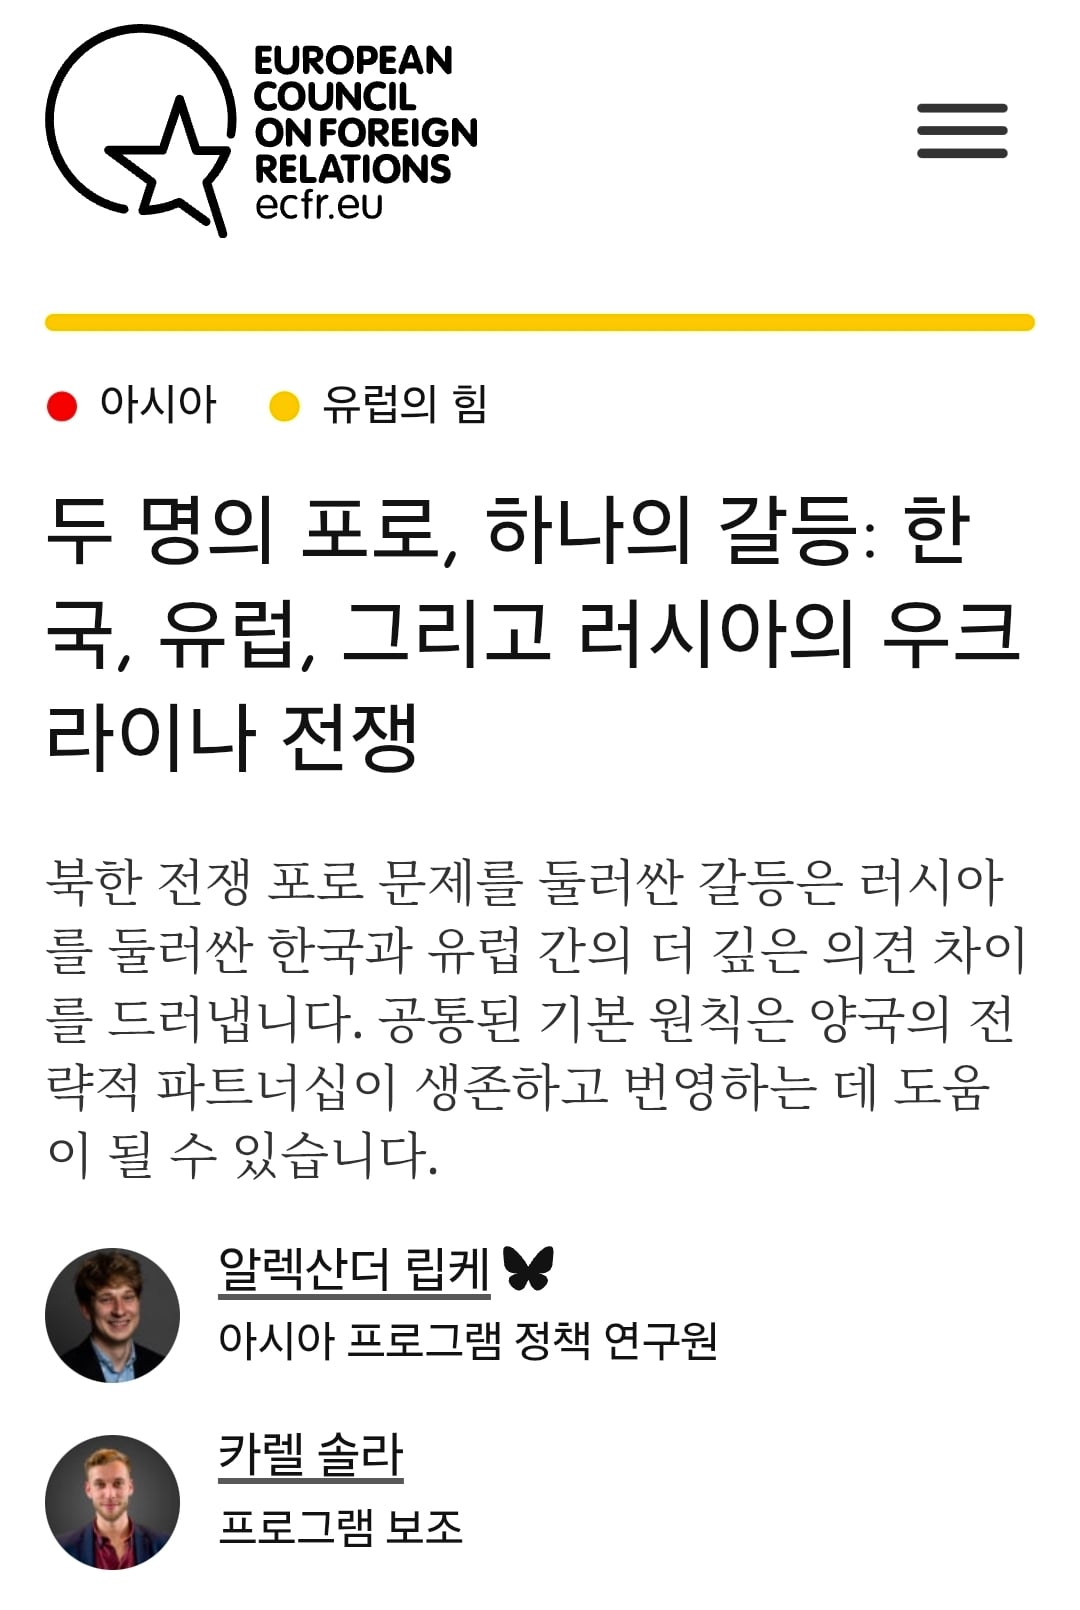 EUROPEAN
COUNCIL
ON FOREIGN
RELATIONS
ecfr.eu
아시아 유럽의 힘
두 명의 포로, 하나의 갈등: 한
국, 유럽, 그리고 러시아의 우크
라이나 전쟁
북한 전쟁 포로 문제를 둘러싼 갈등은 러시아
를 둘러싼 한국과 유럽 간의 더 깊은 의견 차이
를 드러냅니다. 공통된 기본 원칙은 양국의 전
략적 파트너십이 생존하고 번영하는 데 도움
이 될 수 있습니다.
알렉산더 립케
아시아 프로그램 정책 연구원
카렐 솔라
프로그램 보조